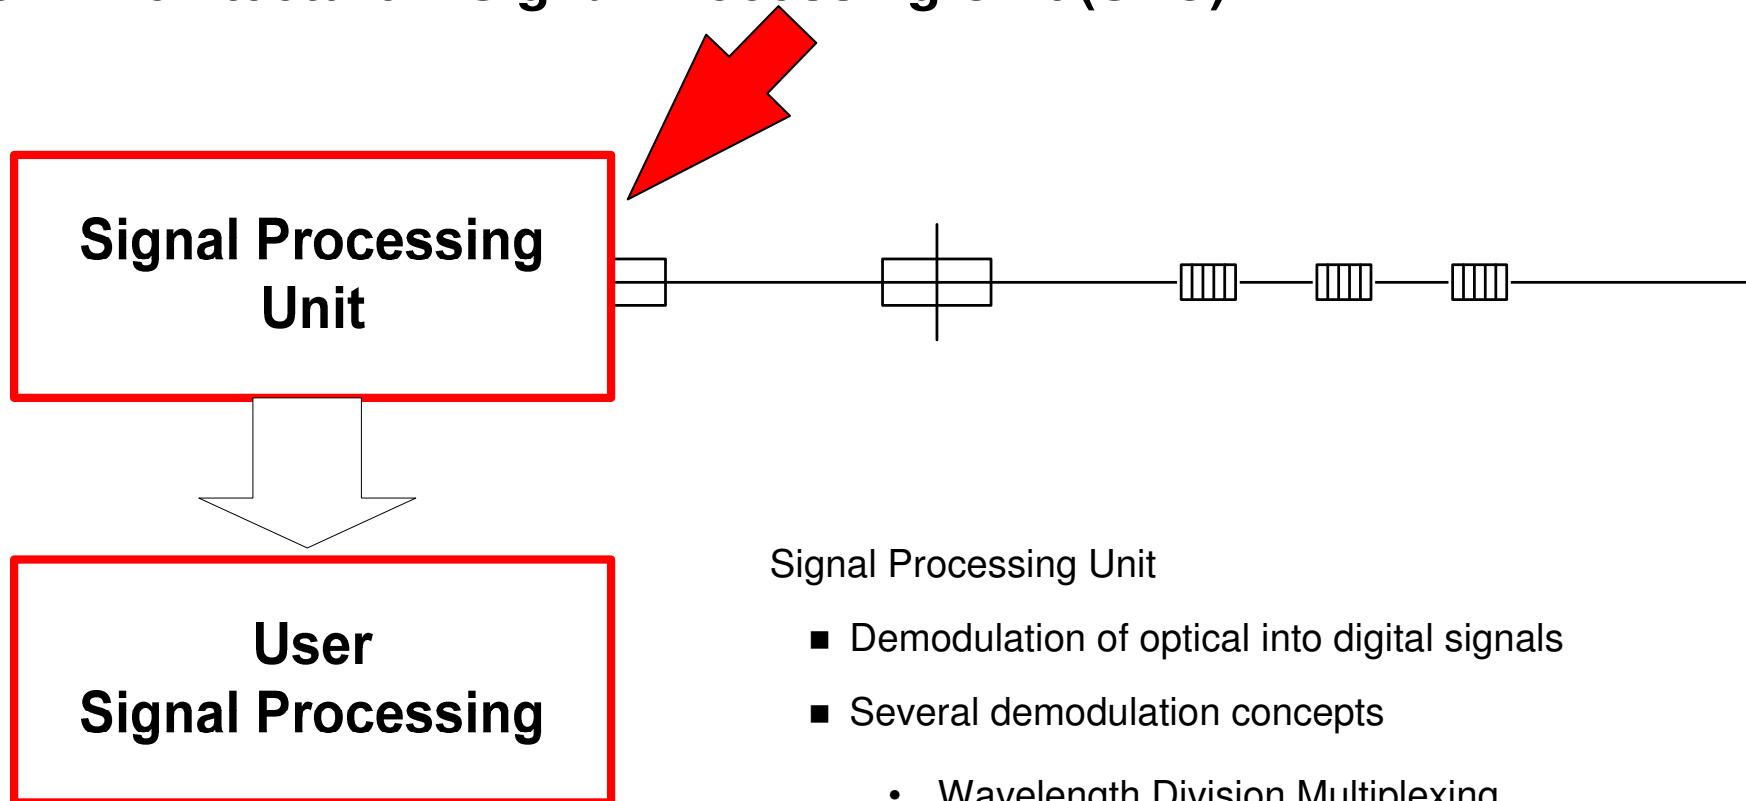 Signal Processing
Unit
User
Signal Processing
Signal Processing Unit
■ Demodulation of optical into digital signals
■ Several demodulation concepts
• Wavelength Division Multiplexing